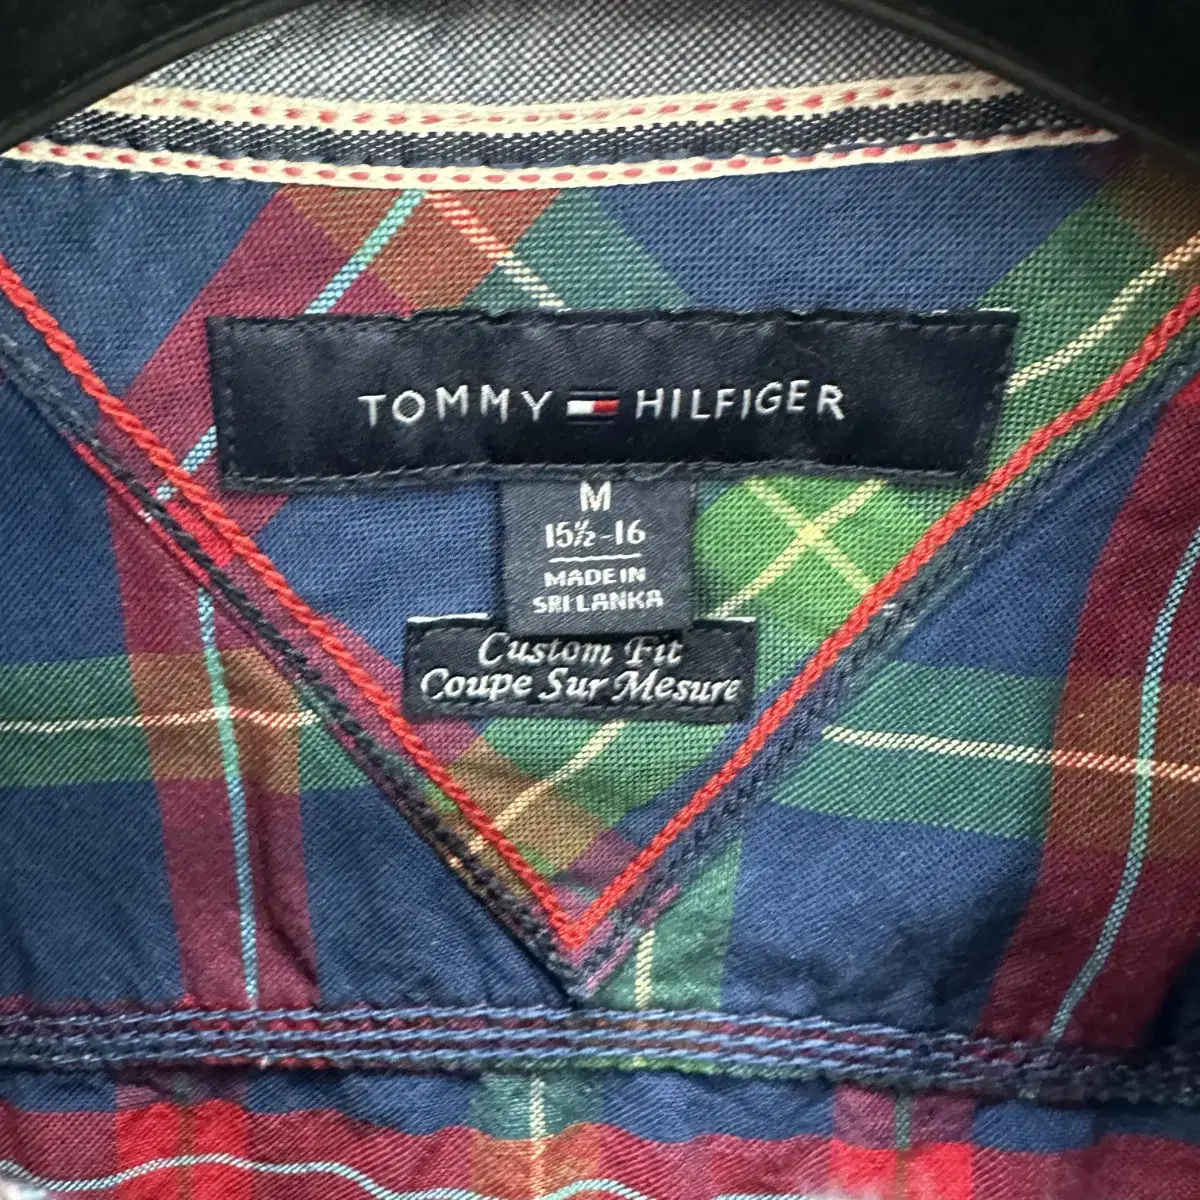 TOMMY HILFIGER
M
15½-16
MADE IN
SRI LANKA
Custom Fit
Coupe Sur Mesure